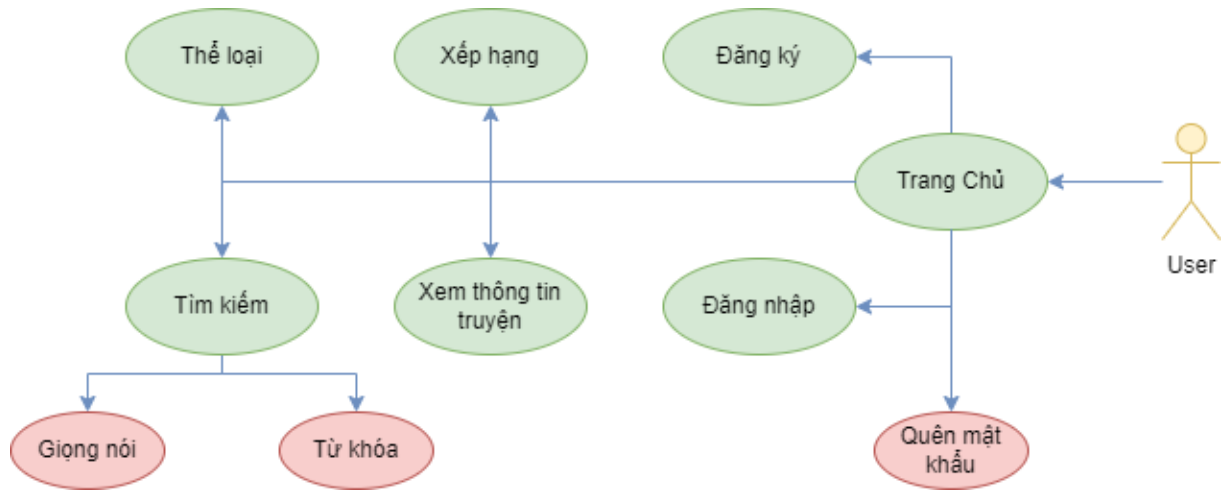 Thể loại
Xếp hạng
Đăng ký
Trang Chủ
User
Tìm kiếm
Xem thông tin
truyện
Đăng nhập
Giọng nói
Từ khóa
Quên mật
khẩu